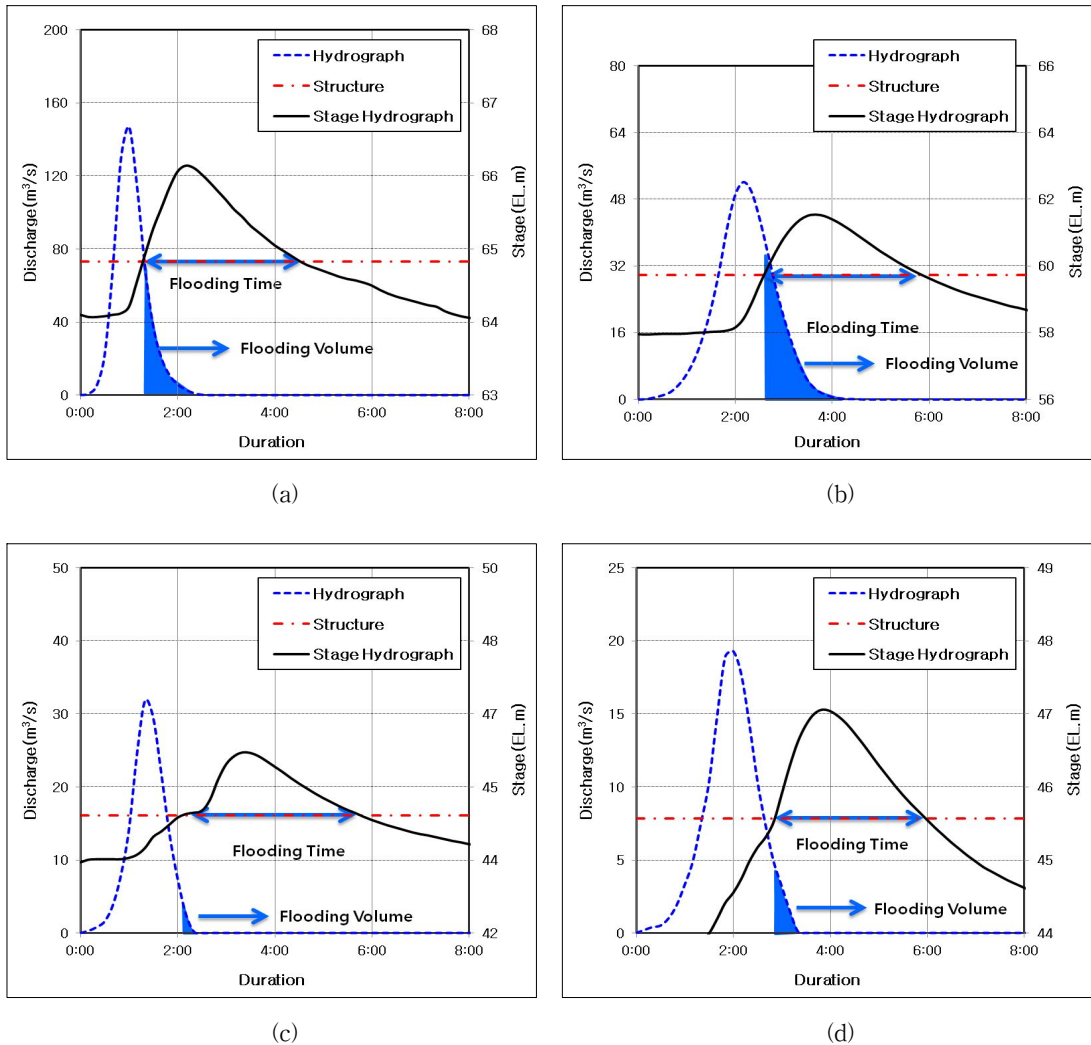 200
160
120
80
40
0
Discharge(m³/s)
68
67
66
65
64
63
Stage(EL.m)
Hydrograph
Structure
Stage Hydrograph
Flooding Time
Flooding Volume
0:00 2:00 4:00 6:00 8:00
Duration
(a)
80
64
48
32
16
0
Discharge(m³/s)
66
64
62
60
58
56
Stage(EL.m)
Hydrograph
Structure
Stage Hydrograph
Flooding Time
Flooding Volume
0:00 2:00 4:00 6:00 8:00
Duration
(b)
50
40
30
20
10
0
Discharge(m³/s)
50
48
47
45
44
42
Stage(EL.m)
Hydrograph
Structure
Stage Hydrograph
Flooding Time
Flooding Volume
0:00 2:00 4:00 6:00 8:00
Duration
(c)
25
20
15
10
5
0
Discharge(m³/s)
49
48
47
46
45
44
Stage(EL.m)
Hydrograph
Structure
Stage Hydrograph
Flooding Time
Flooding Volume
0:00 2:00 4:00 6:00 8:00
Duration
(d)